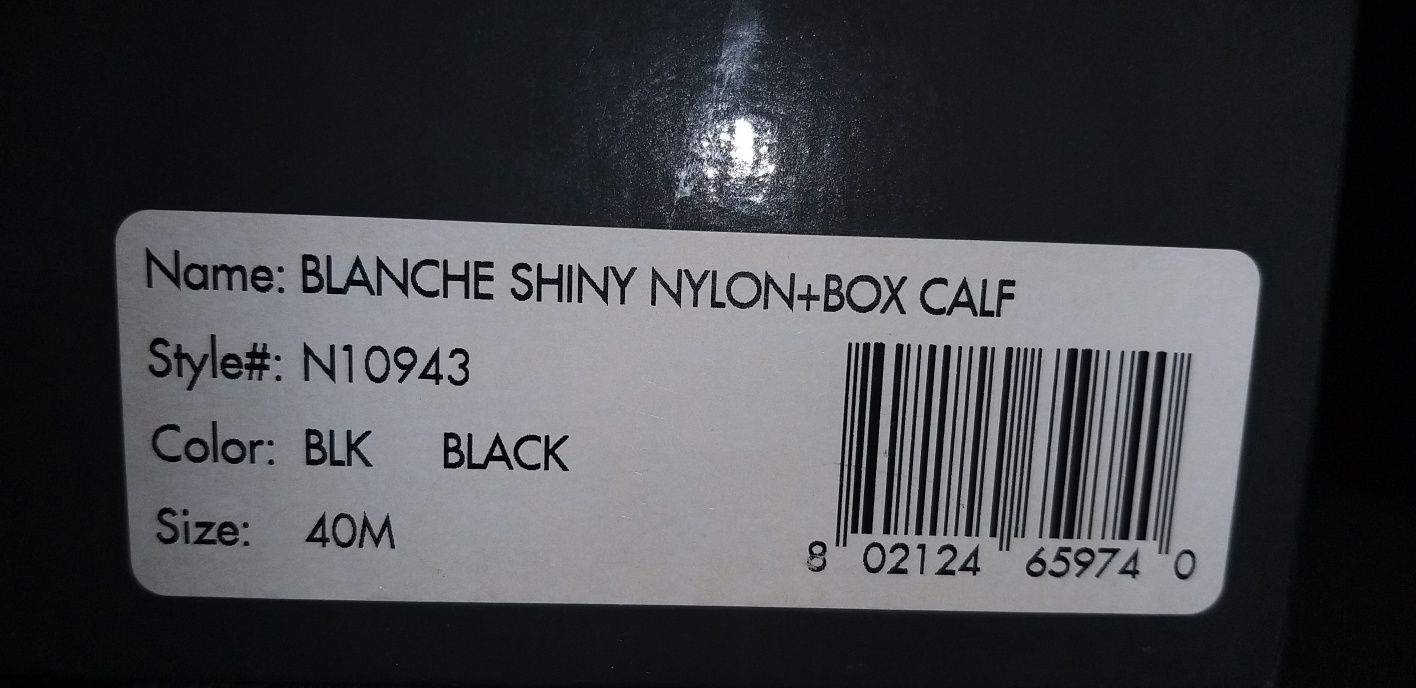 Name: BLANCHE SHINY NYLON+BOX CALF
Style#: N10943
Color: BLK BLACK
Size: 40M
8 02124 65974 0